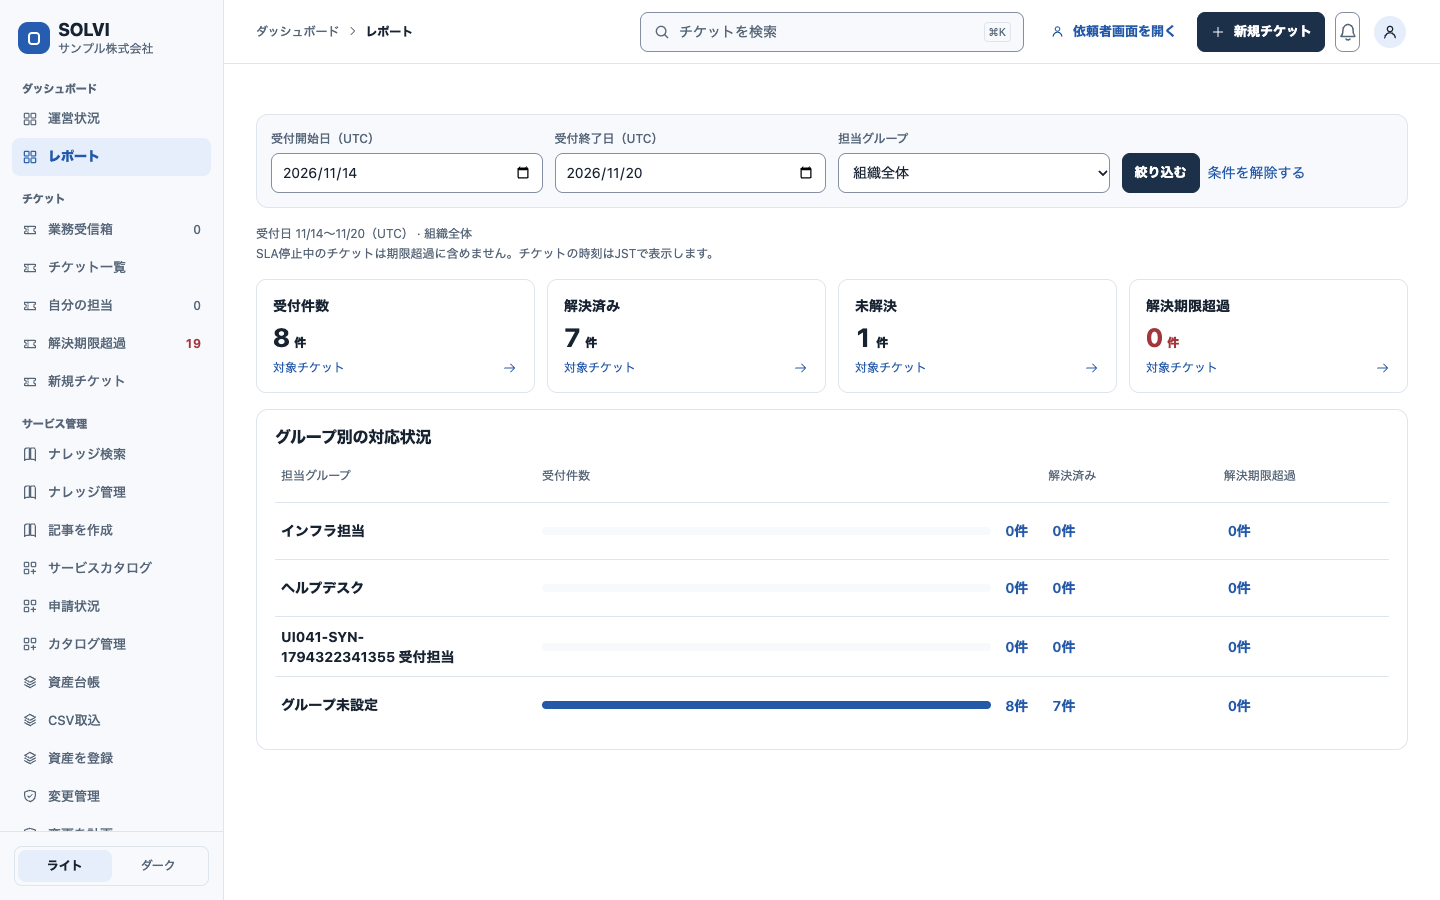 SOLVI
サンプル株式会社
ダッシュボード
運営状況
レポート
チケット
業務受信箱 0
チケット一覧
自分の担当 0
解決期限超過 19
新規チケット
サービス管理
ナレッジ検索
ナレッジ管理
記事を作成
サービスカタログ
申請状況
カタログ管理
資産台帳
CSV取込
資産を登録
変更管理
ライト ダーク
ダッシュボード レポート
チケットを検索 ⌘K
依頼者画面を開く
新規チケット
受付開始日（UTC） 受付終了日（UTC） 担当グループ
2026/11/14 2026/11/20 組織全体 絞り込む 条件を解除する
受付日 11/14〜11/20（UTC） · 組織全体
SLA停止中のチケットは期限超過に含めません。チケットの時刻はJSTで表示します。
受付件数
8 件
対象チケット
解決済み
7 件
対象チケット
未解決
1 件
対象チケット
解決期限超過
0 件
対象チケット
グループ別の対応状況
担当グループ 受付件数 解決済み 解決期限超過
インフラ担当 0件 0件 0件
ヘルプデスク 0件 0件 0件
UI041-SYN-
1794322341355 受付担当 0件 0件 0件
グループ未設定 8件 7件 0件